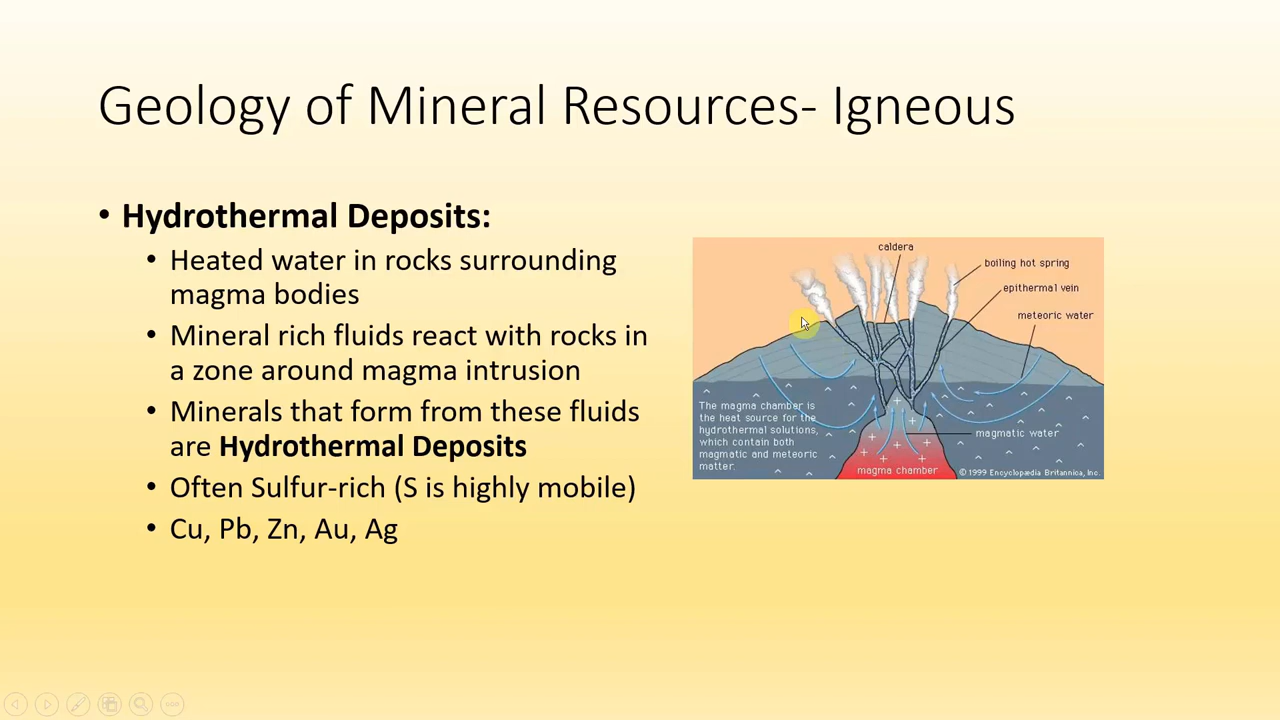 Geology of Mineral Resources- Igneous
• Hydrothermal Deposits:
• Heated water in rocks surrounding
magma bodies
• Mineral rich fluids react with rocks in
a zone around magma intrusion
• Minerals that form from these fluids
are Hydrothermal Deposits
• Often Sulfur-rich (S is highly mobile)
• Cu, Pb, Zn, Au, Ag
caldera
boiling hot spring
epithermal vein
meteoric water
The magma chamber is
the heat source for the
hydrothermal solutions,
which contain both
magmatic and meteoric
matter.
magmatic water
magma chamber
© 1999 Encyclopædia Britannica, Inc.